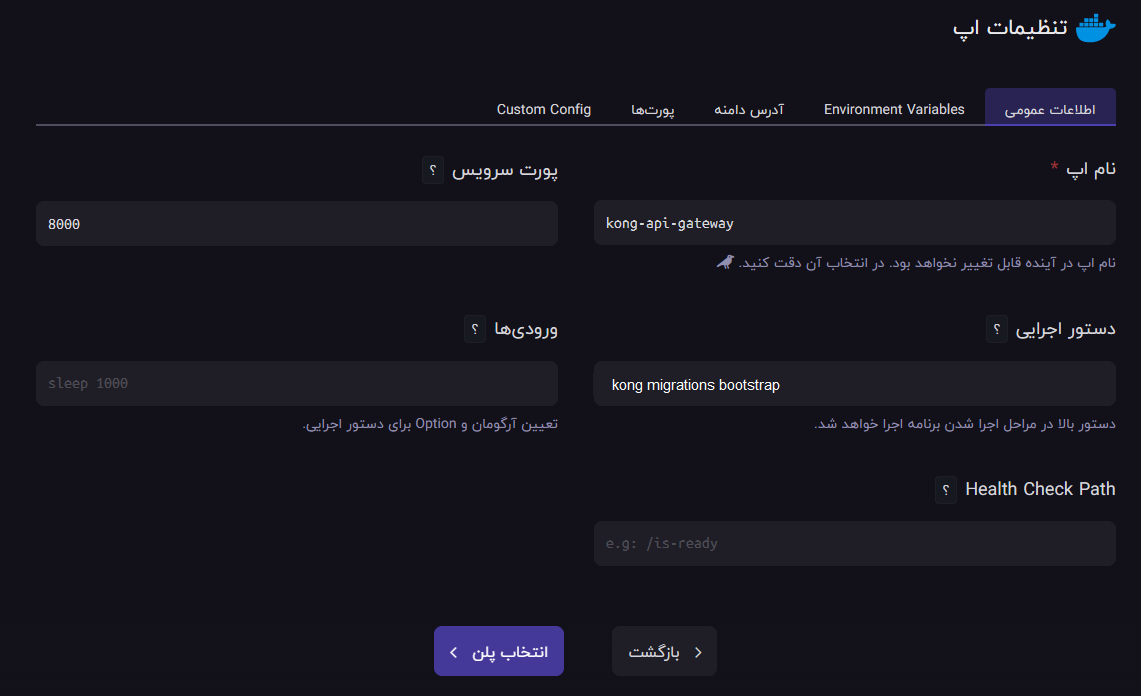 تنظیمات اپ
اطلاعات عمومی
Environment Variables
آدرس دامنه
پورت‌ها
Custom Config
نام اپ *
kong-api-gateway
نام اپ در آینده قابل تغییر نخواهد بود. در انتخاب آن دقت کنید.
پورت سرویس ؟
8000
دستور اجرایی ؟
kong migrations bootstrap
دستور بالا در مراحل اجرا شدن برنامه اجرا خواهد شد.
ورودی‌ها ؟
sleep 1000
تعیین آرگومان و Option برای دستور اجرایی.
Health Check Path ؟
e.g: /is-ready
بازگشت
انتخاب پلن